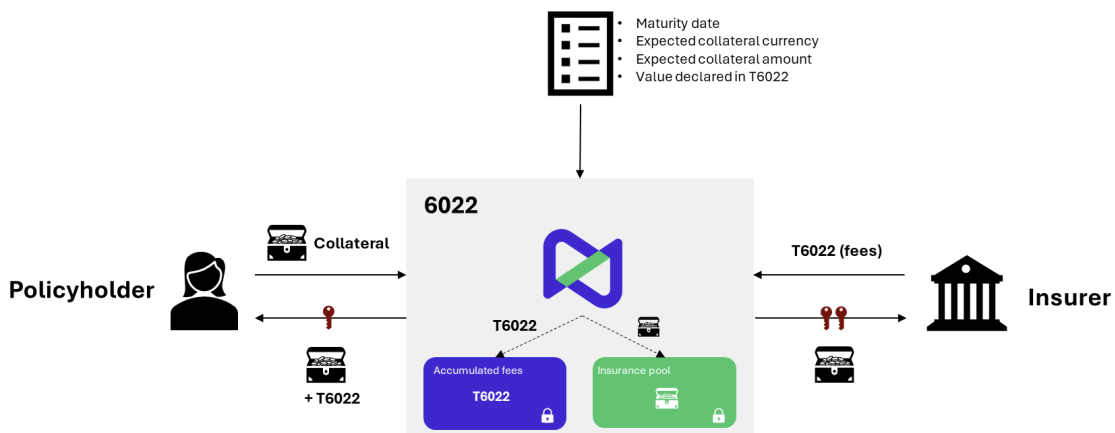 • Maturity date
• Expected collateral currency
• Expected collateral amount
• Value declared in T6022
6022
Collateral
T6022 (fees)
Policyholder
Insurer
T6022
+ T6022
Accumulated fees
T6022
Insurance pool